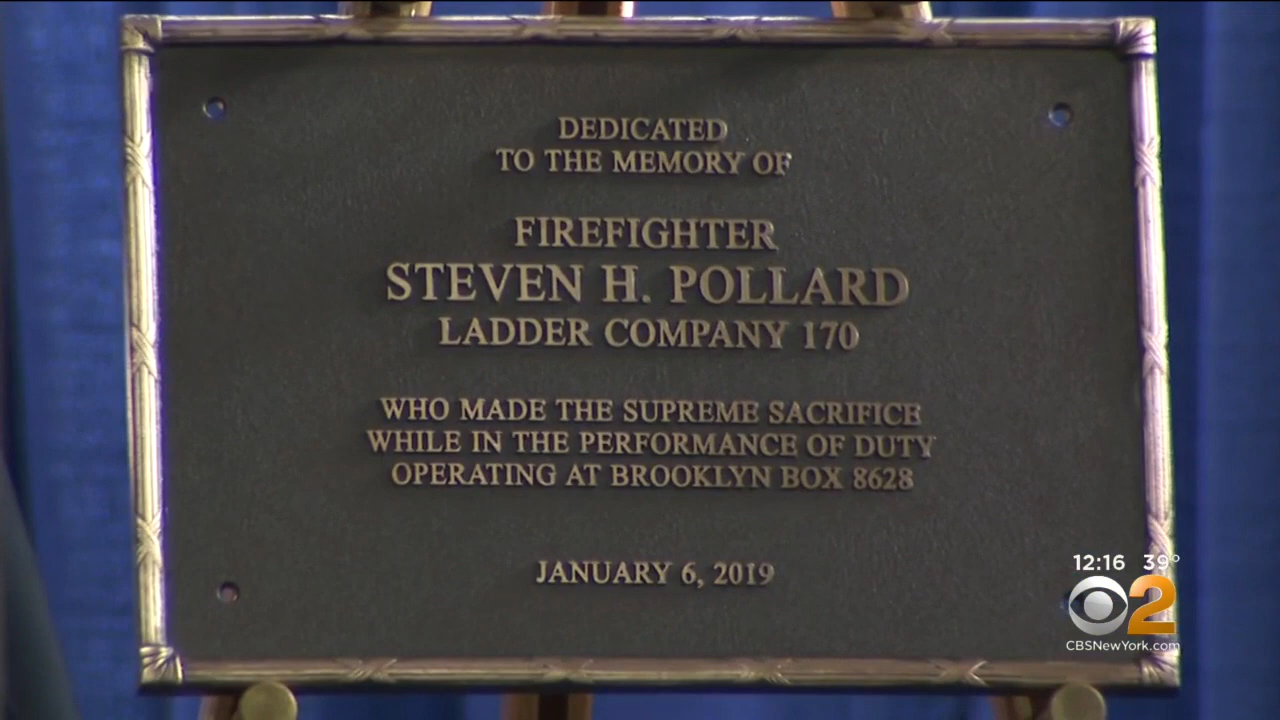 DEDICATED
TO THE MEMORY OF
FIREFIGHTER
STEVEN H. POLLARD
LADDER COMPANY 170
WHO MADE THE SUPREME SACRIFICE
WHILE IN THE PERFORMANCE OF DUTY
OPERATING AT BROOKLYN BOX 8628
JANUARY 6, 2019
12:16 39°
2
CBSNewYork.com